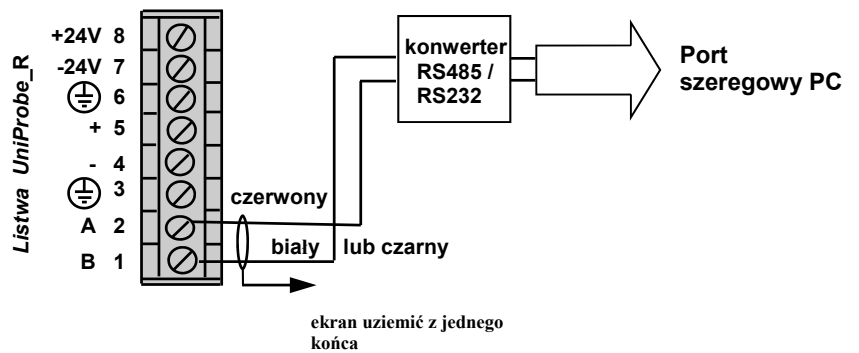 Listwa UniProbe_R
+24V 8
-24V 7
6
+ 5
- 4
3
A 2
B 1
czerwony
biały lub czarny
ekran uziemić z jednego
końca
konwerter
RS485 /
RS232
Port
szeregowy PC